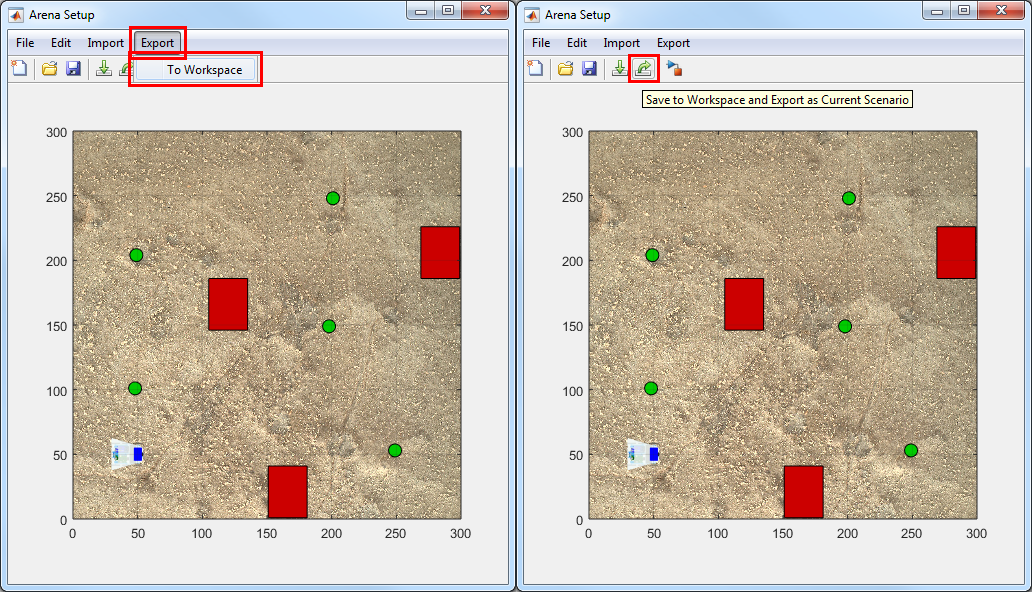 Arena Setup
File Edit Import Export
To Workspace
300
250
200
150
100
50
0
0 50 100 150 200 250 300
Arena Setup
File Edit Import Export
Save to Workspace and Export as Current Scenario
300
250
200
150
100
50
0
0 50 100 150 200 250 300